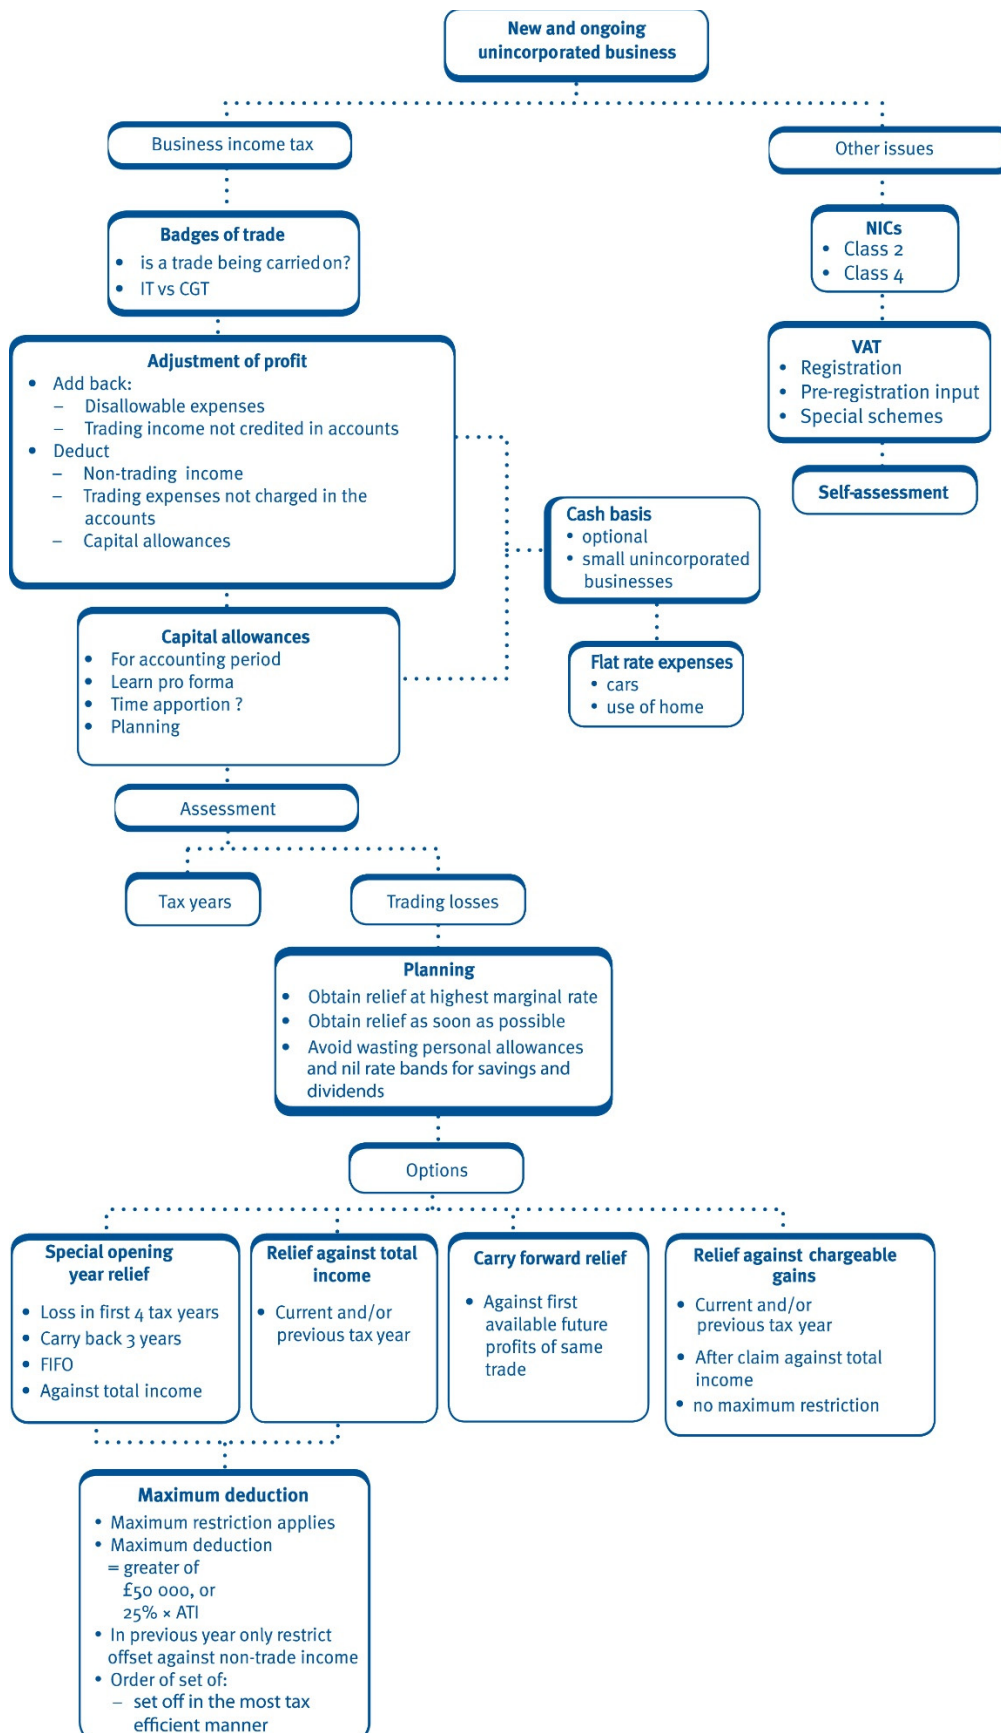 New and ongoing
unincorporated business
Business income tax
Other issues
Badges of trade
• is a trade being carried on?
• IT vs CGT
NICs
• Class 2
• Class 4
Adjustment of profit
• Add back:
– Disallowable expenses
– Trading income not credited in accounts
• Deduct
– Non-trading income
– Trading expenses not charged in the
accounts
– Capital allowances
VAT
• Registration
• Pre-registration input
• Special schemes
Self-assessment
Cash basis
• optional
• small unincorporated
businesses
Capital allowances
• For accounting period
• Learn pro forma
• Time apportion ?
• Planning
Flat rate expenses
• cars
• use of home
Assessment
Tax years
Trading losses
Planning
• Obtain relief at highest marginal rate
• Obtain relief as soon as possible
• Avoid wasting personal allowances
and nil rate bands for savings and
dividends
Options
Special opening
year relief
• Loss in first 4 tax years
• Carry back 3 years
• FIFO
• Against total income
Relief against total
income
• Current and/or
previous tax year
Carry forward relief
• Against first
available future
profits of same
trade
Relief against chargeable
gains
• Current and/or
previous tax year
• After claim against total
income
• no maximum restriction
Maximum deduction
• Maximum restriction applies
• Maximum deduction
= greater of
£50 000, or
25% × ATI
• In previous year only restrict
offset against non-trade income
• Order of set of:
– set off in the most tax
efficient manner